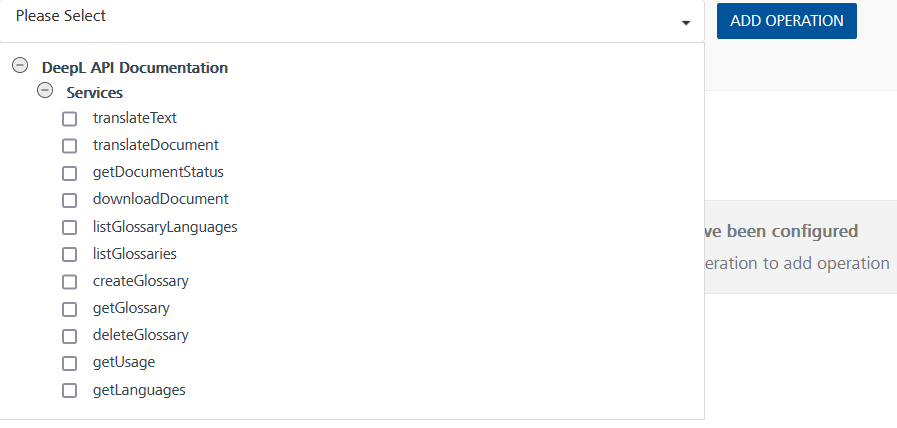 Please Select
ADD OPERATION
DeepL API Documentation
Services
translateText
translateDocument
getDocumentStatus
downloadDocument
listGlossaryLanguages
ve been configured
listGlossaries
eration to add operation
createGlossary
getGlossary
deleteGlossary
getUsage
getLanguages